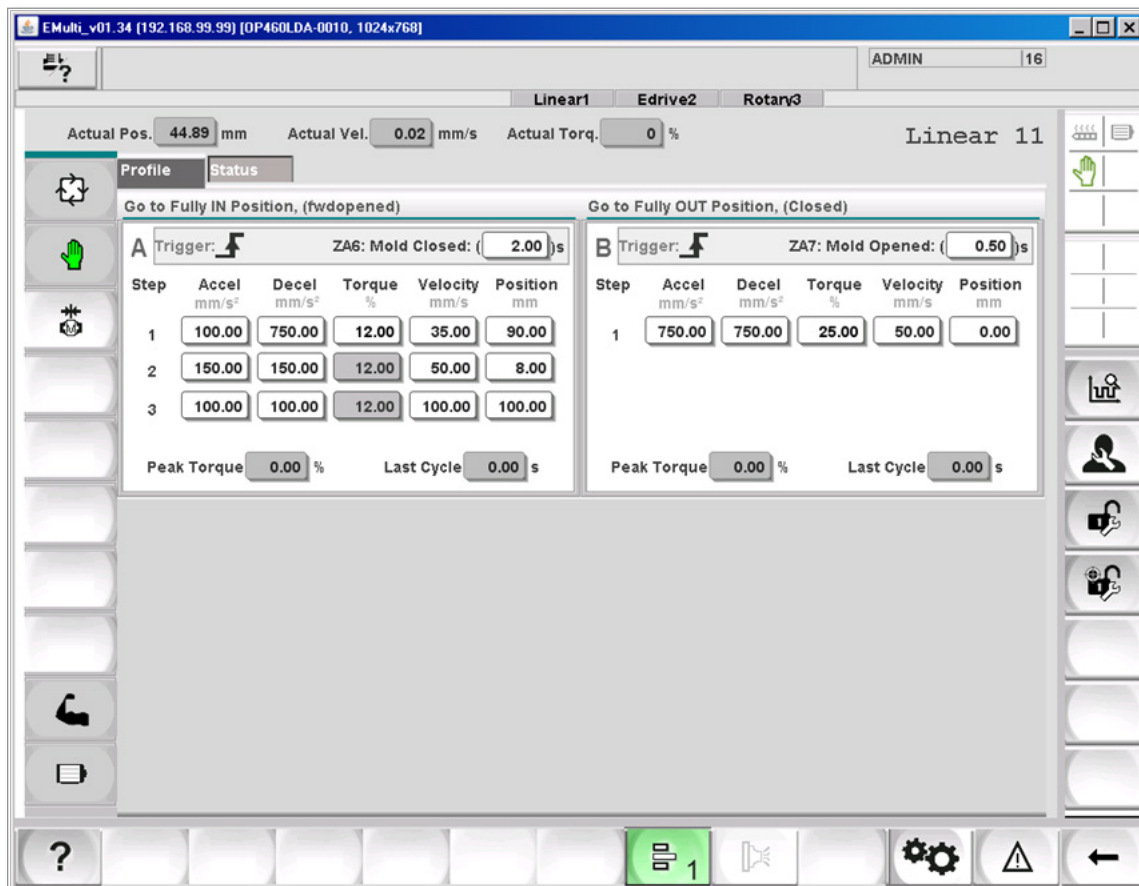 EMulti_v01.34 (192.168.99.99) [OP460LDA-0010, 1024x768]
? ADMIN 16
Linear1 Edrive2 Rotary3
Actual Pos. 44.89 mm Actual Vel. 0.02 mm/s Actual Torq. 0 % Linear 11
Profile Status
Go to Fully IN Position, (fwdopened) Go to Fully OUT Position, (Closed)
A Trigger: ZA6: Mold Closed: ( 2.00 )s B Trigger: ZA7: Mold Opened: ( 0.50 )s
Step Accel Decel Torque Velocity Position Step Accel Decel Torque Velocity Position
mm/s² mm/s² % mm/s mm mm/s² mm/s² % mm/s mm
1 100.00 750.00 12.00 35.00 90.00 1 750.00 750.00 25.00 50.00 0.00
2 150.00 150.00 12.00 50.00 8.00
3 100.00 100.00 12.00 100.00 100.00
Peak Torque 0.00 % Last Cycle 0.00 s Peak Torque 0.00 % Last Cycle 0.00 s
? 1